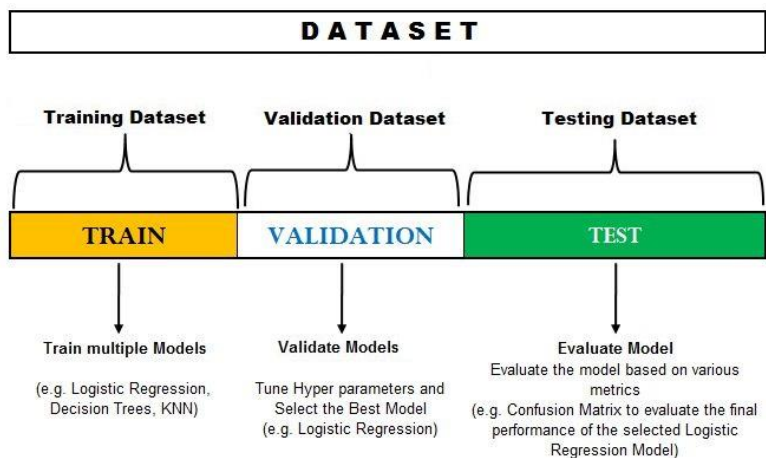 DATASET
Training Dataset
Validation Dataset
Testing Dataset
TRAIN
VALIDATION
TEST
Train multiple Models
(e.g. Logistic Regression,
Decision Trees, KNN)
Validate Models
Tune Hyper parameters and
Select the Best Model
(e.g. Logistic Regression)
Evaluate Model
Evaluate the model based on various
metrics
(e.g. Confusion Matrix to evaluate the final
performance of the selected Logistic
Regression Model)